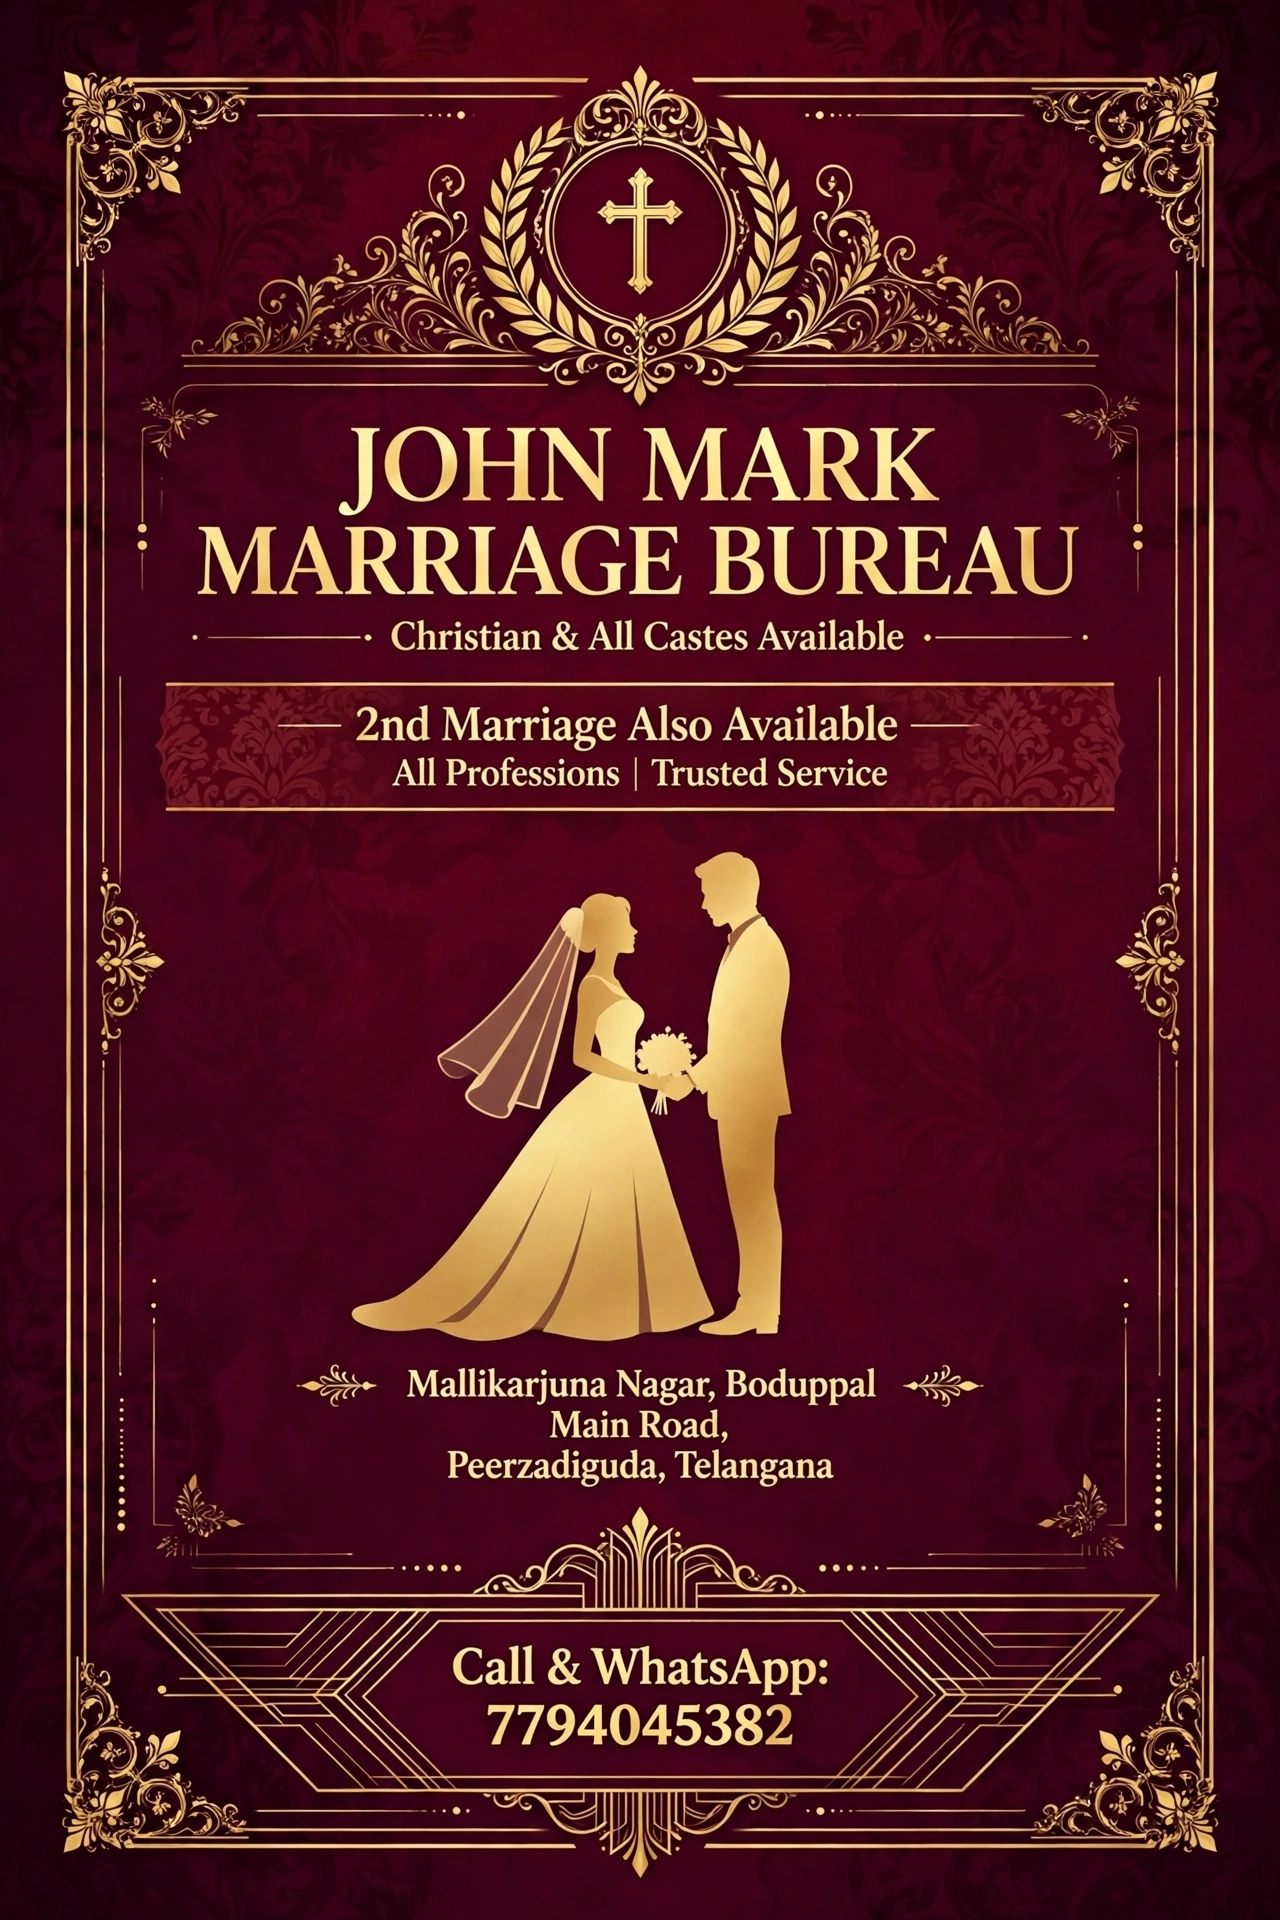 JOHN MARK
MARRIAGE BUREAU
Christian & All Castes Available
2nd Marriage Also Available
All Professions | Trusted Service
Mallikarjuna Nagar, Boduppal
Main Road,
Peerzadiguda, Telangana
Call & WhatsApp:
7794045382